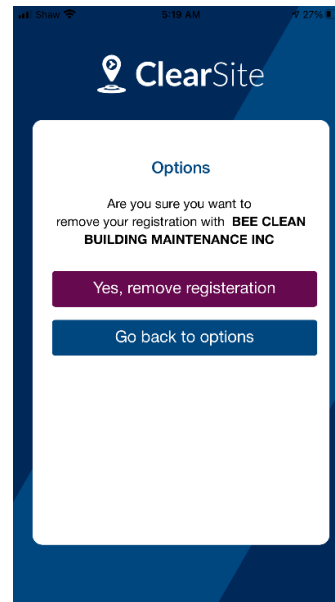 Shaw 5:19 AM 27%
ClearSite
Options
Are you sure you want to
remove your registration with BEE CLEAN
BUILDING MAINTENANCE INC
Yes, remove registeration
Go back to options